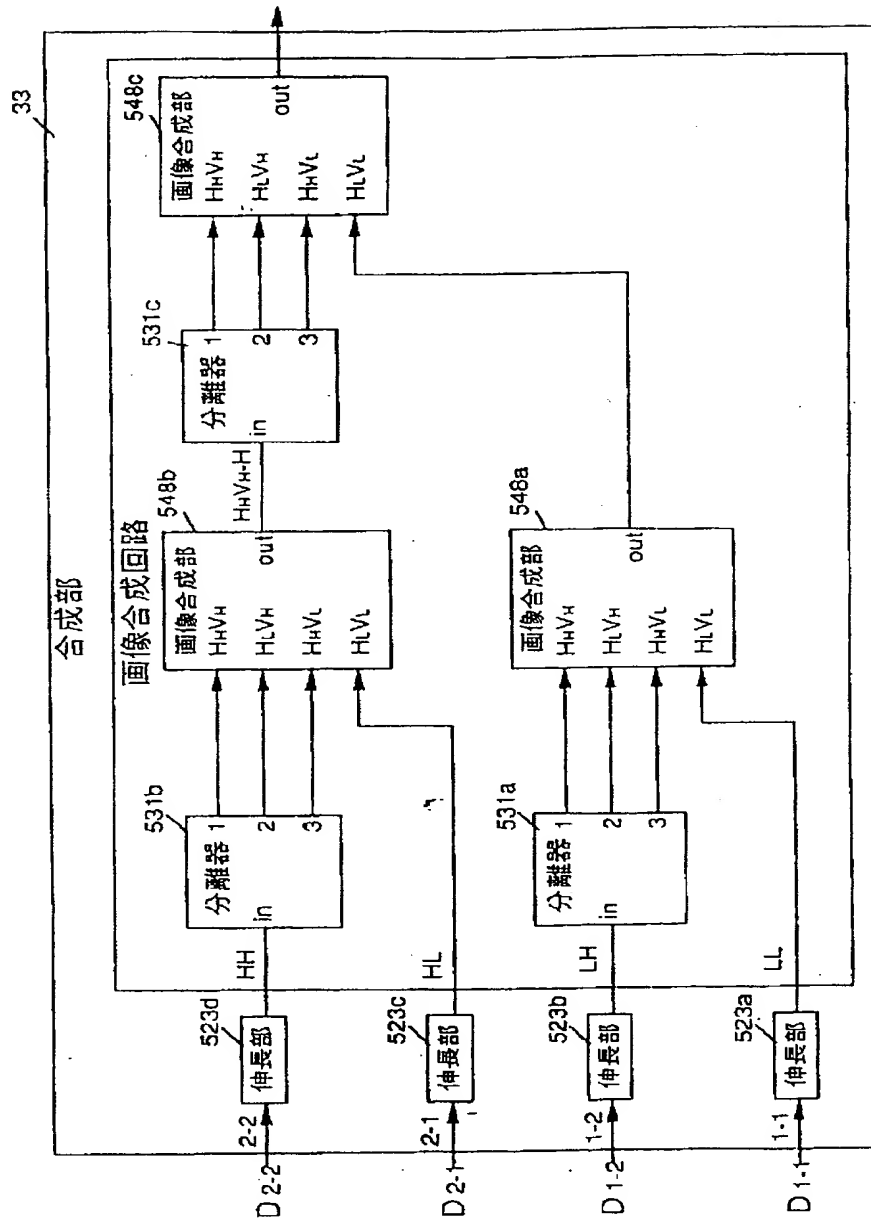 33
合成部
画像合成回路
D2-2
2-2
523d
伸長部
HH
531b
分離器
in
1
2
3
548b
画像合成部
HHVH
HLVH
HHVL
HLVL
out
HHVH-H
531c
分離器
in
1
2
3
548c
画像合成部
HHVH
HLVH
HHVL
HLVL
out
D2-1
2-1
523c
伸長部
HL
D1-2
1-2
523b
伸長部
LH
531a
分離器
in
1
2
3
548a
画像合成部
HHVH
HLVH
HHVL
HLVL
out
D1-1
1-1
523a
伸長部
LL